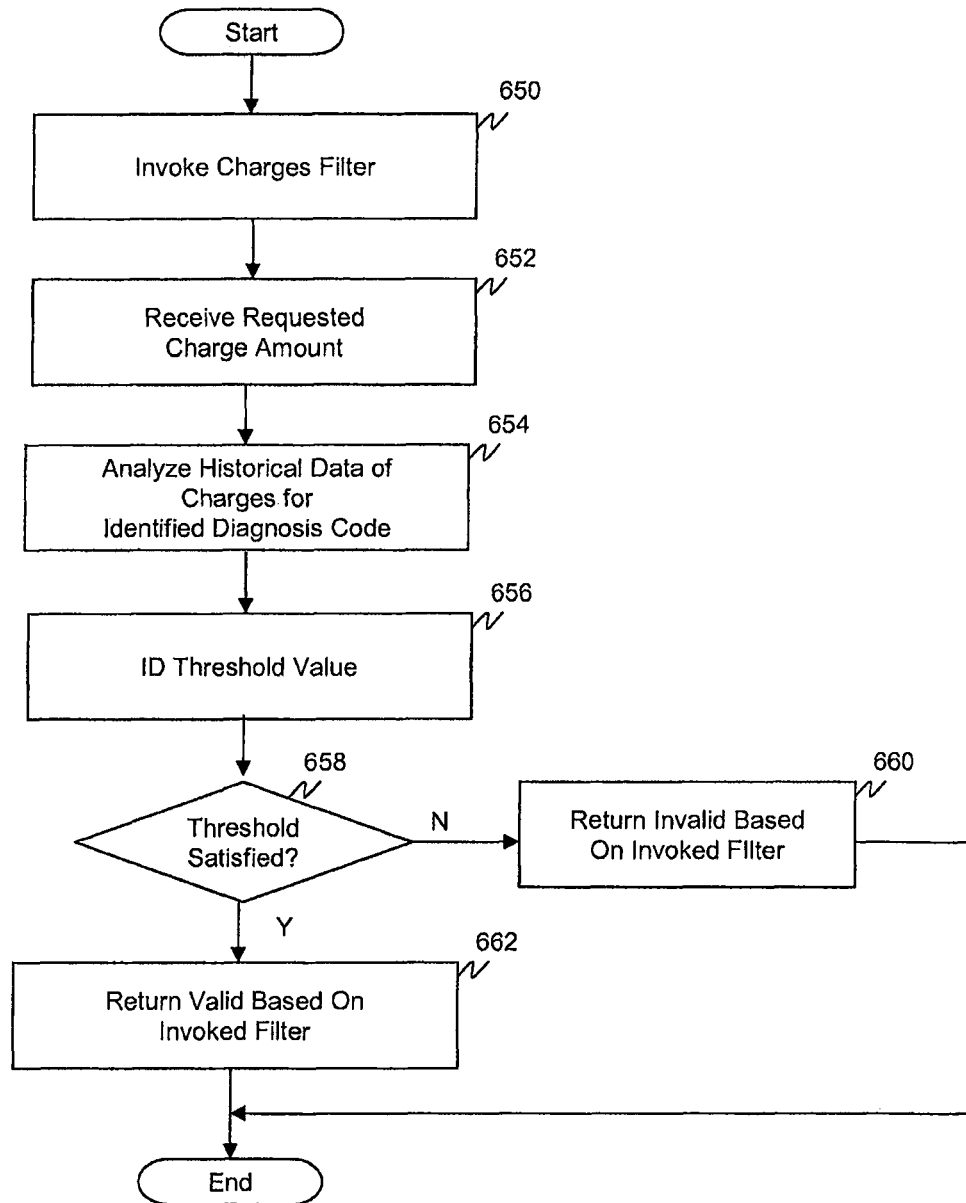 Start
650
Invoke Charges Filter
652
Receive Requested
Charge Amount
654
Analyze Historical Data of
Charges for
Identified Diagnosis Code
656
ID Threshold Value
658
Threshold
Satisfied?
N
660
Return Invalid Based
On Invoked FIlter
Y
662
Return Valid Based On
Invoked Filter
End